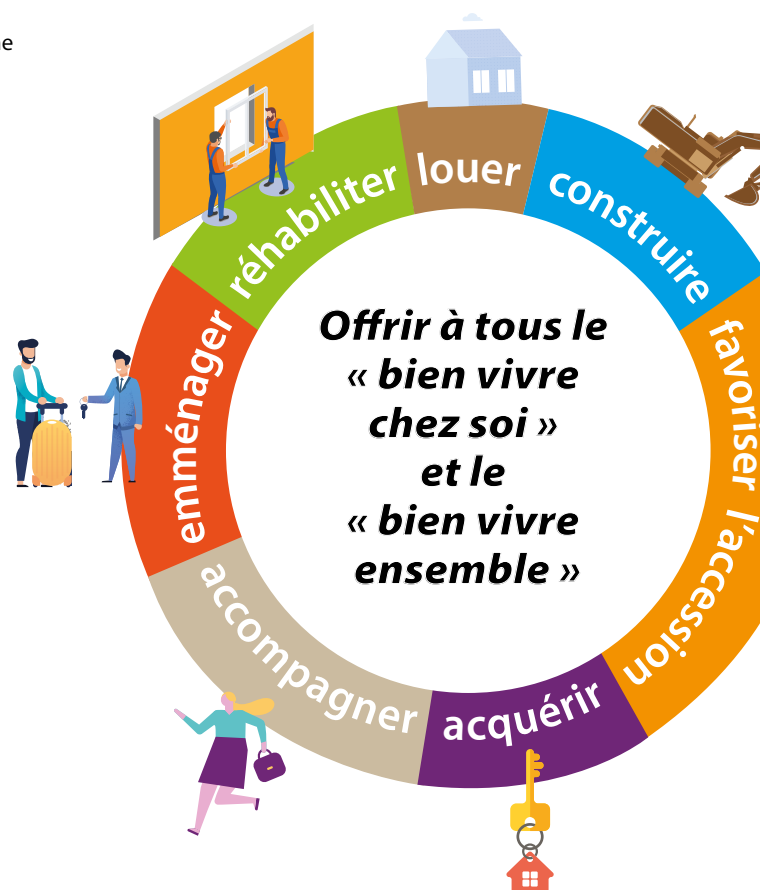 louer
construire
favoriser l'accession
acquérir
accompagner
emménager
réhabiliter
Offrir à tous le
« bien vivre
chez soi »
et le
« bien vivre
ensemble »